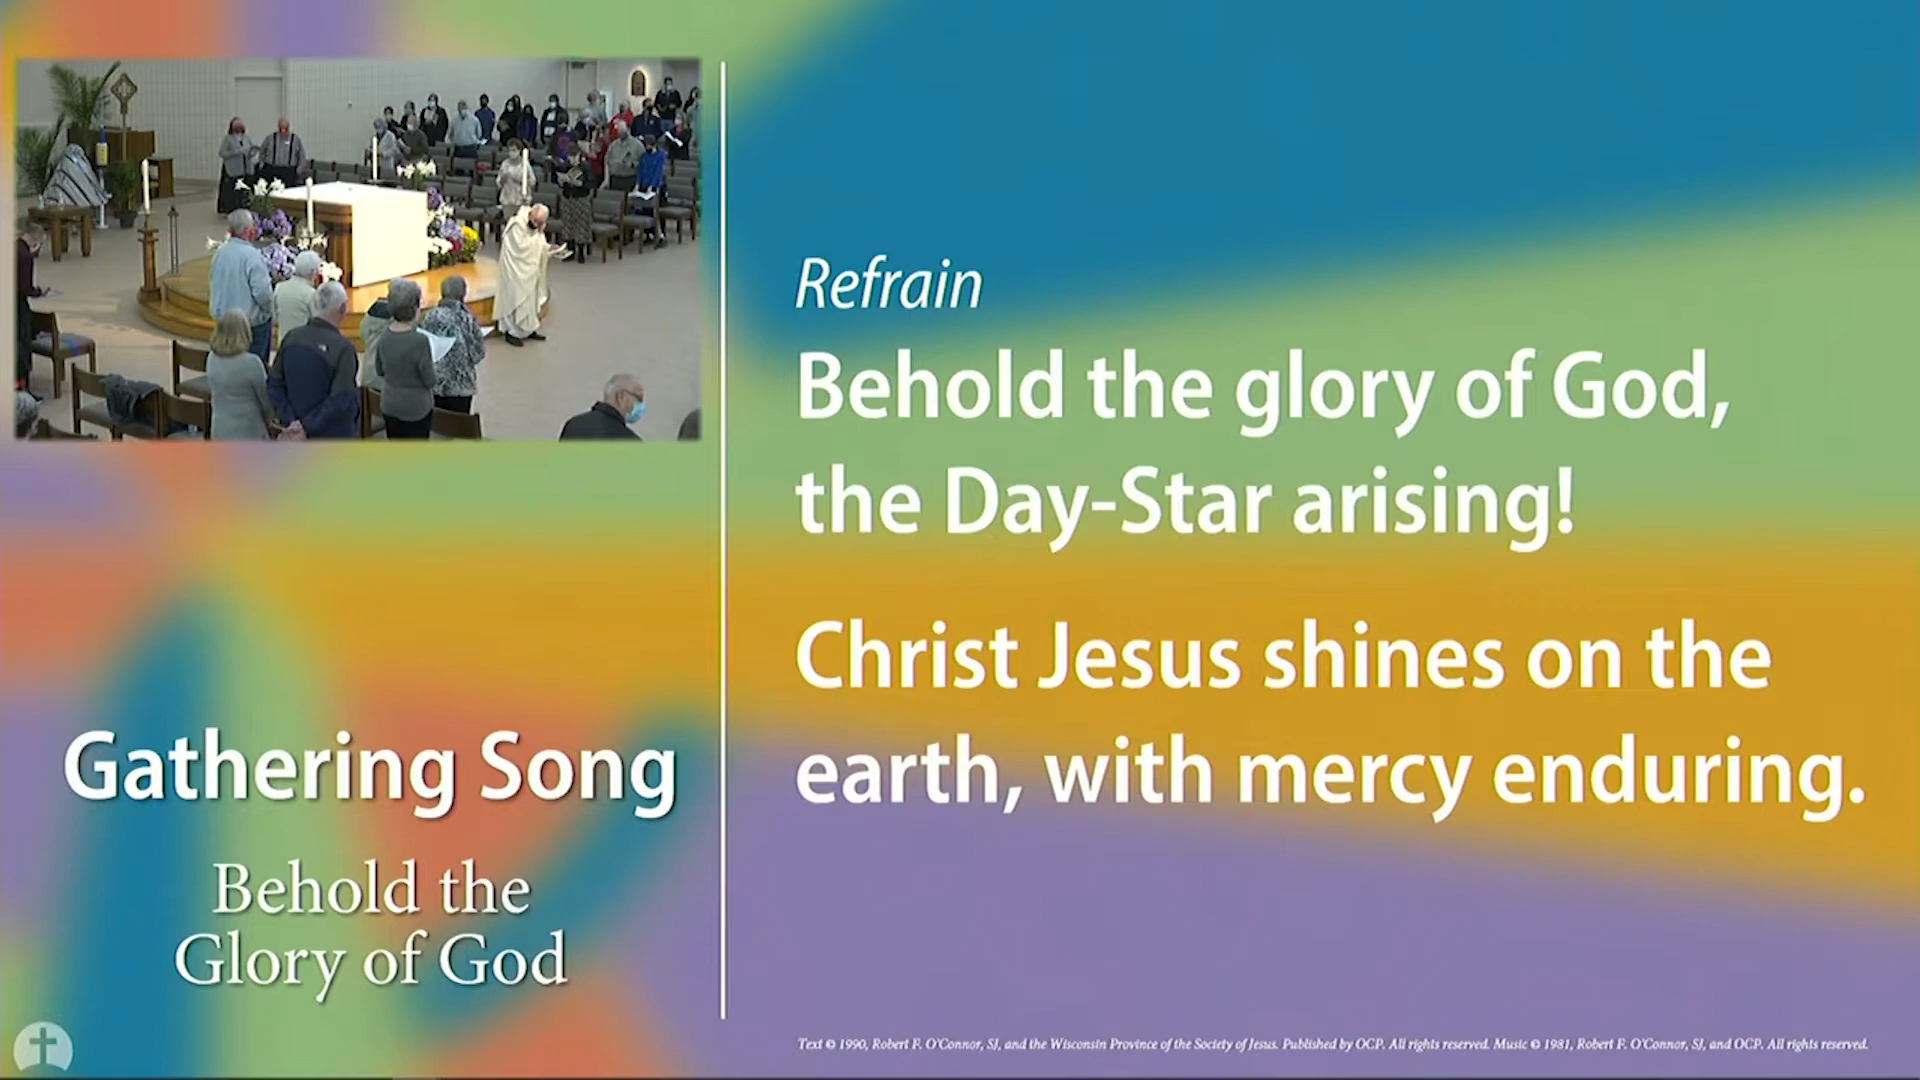 Gathering Song
Behold the
Glory of God
Refrain
Behold the glory of God,
the Day-Star arising!
Christ Jesus shines on the
earth, with mercy enduring.
Text © 1990, Robert F. O'Connor, SJ, and the Wisconsin Province of the Society of Jesus. Published by OCP. All rights reserved. Music © 1981, Robert F. O'Connor, SJ, and OCP. All rights reserved.